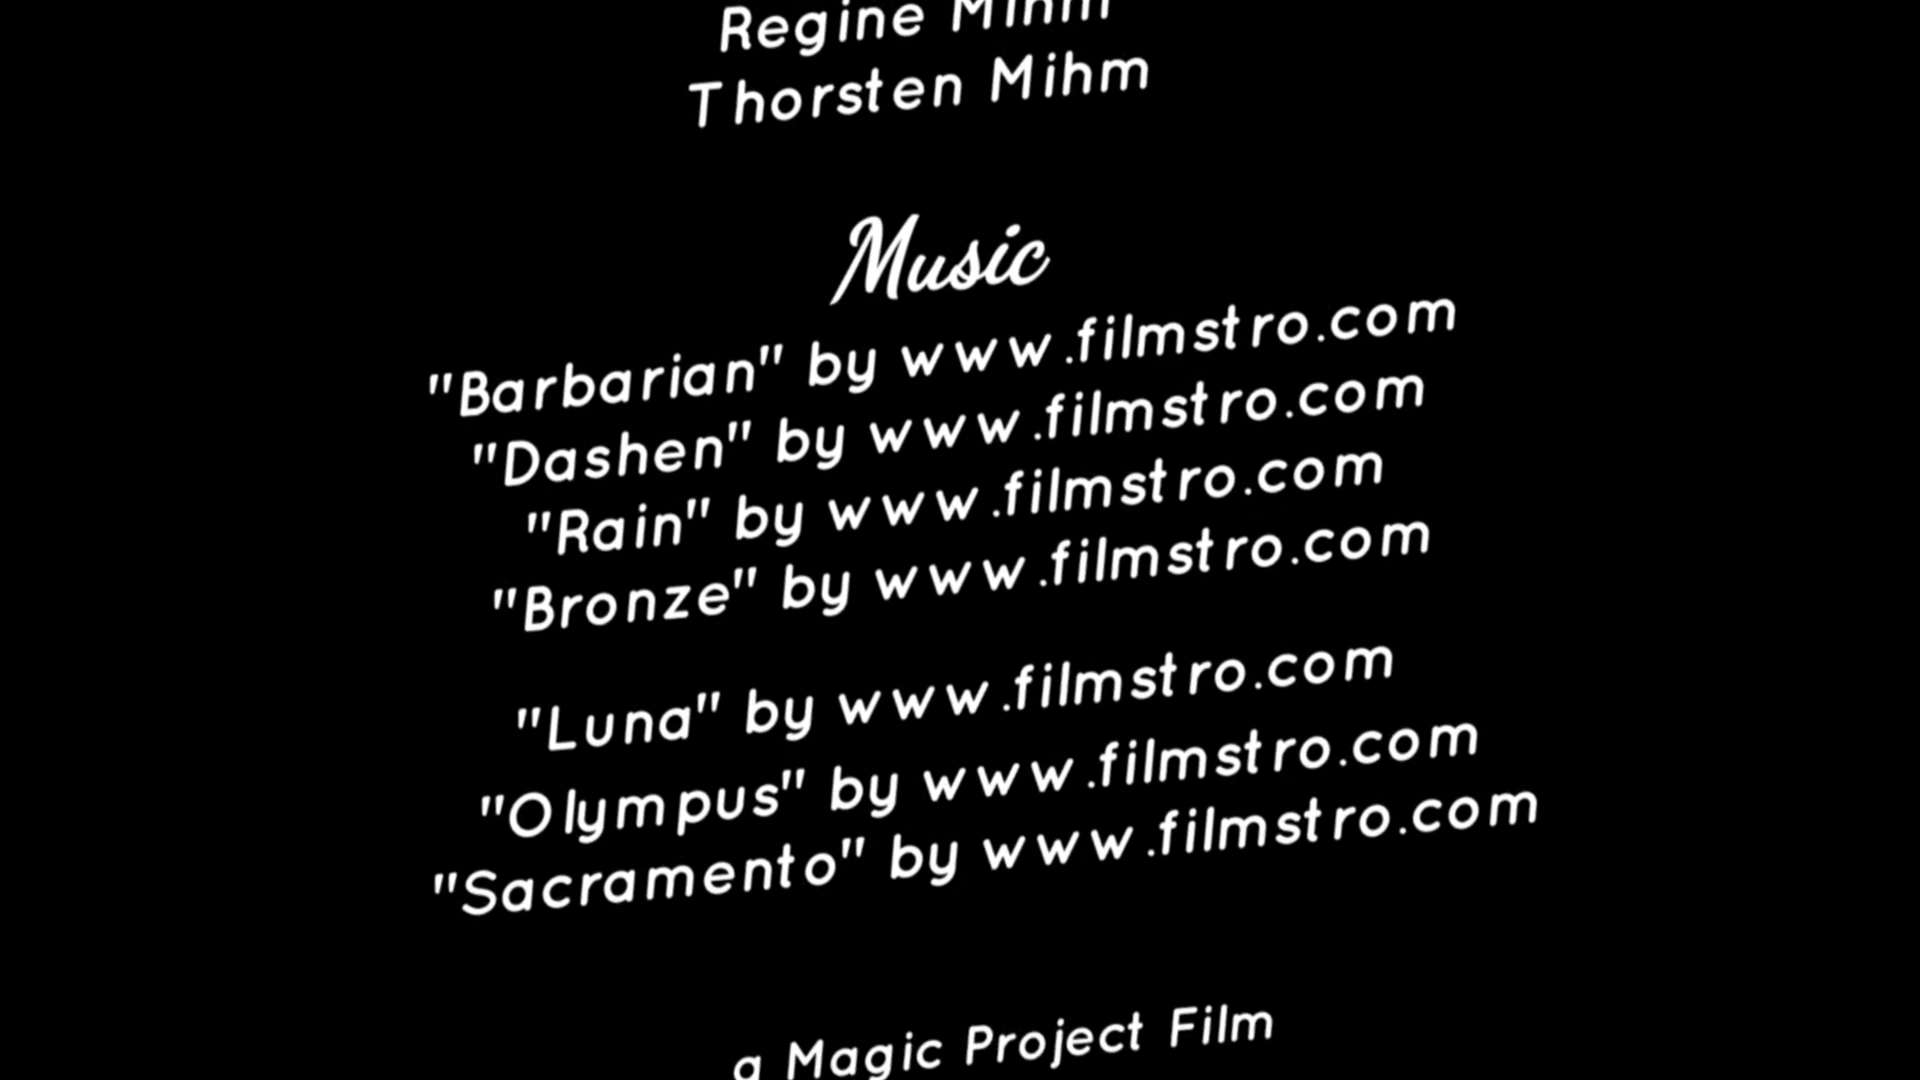 Regine Mihm
Thorsten Mihm
Music
"Barbarian" by www.filmstro.com
"Dashen" by www.filmstro.com
"Rain" by www.filmstro.com
"Bronze" by www.filmstro.com
"Luna" by www.filmstro.com
"Olympus" by www.filmstro.com
"Sacramento" by www.filmstro.com
a Magic Project Film